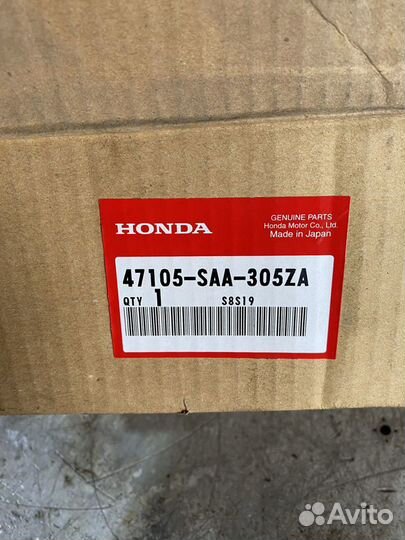 HONDA
GENUINE PARTS
Honda Motor Co., Ltd.
Made in Japan
47105-SAA-305ZA
QTY 1 S8S19
Avito